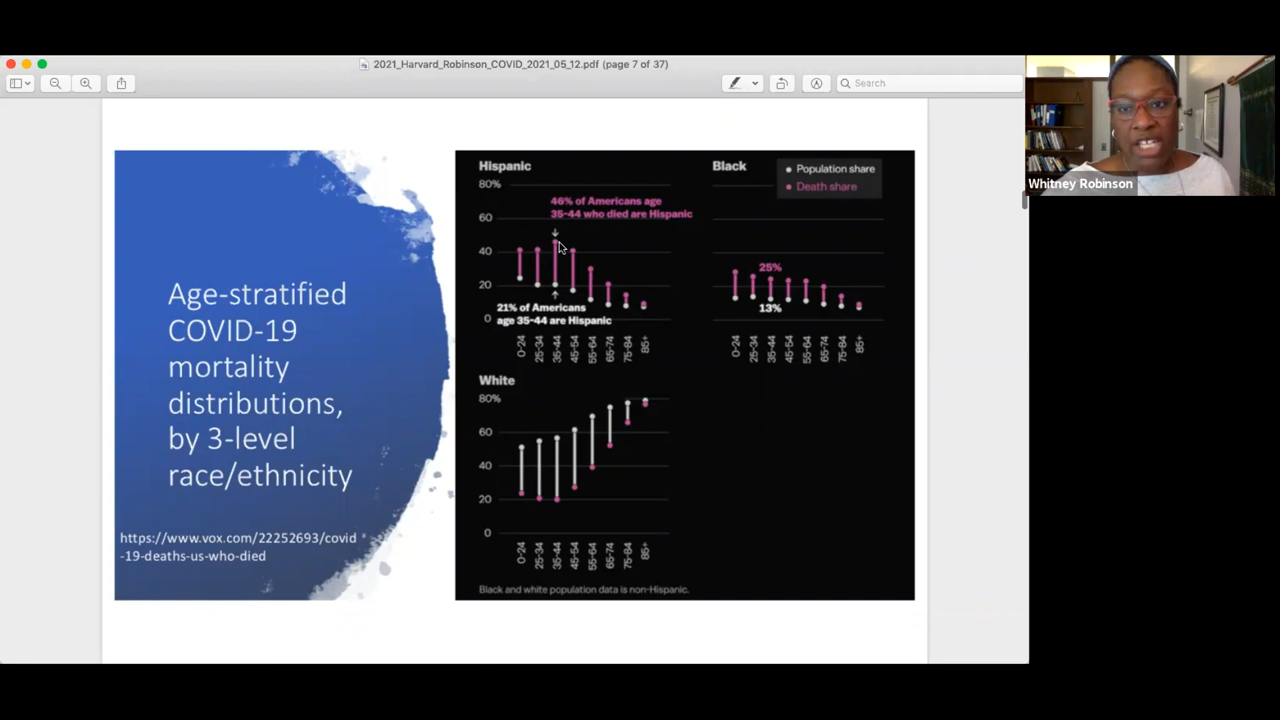 2021_Harvard_Robinson_COVID_2021_05_12.pdf (page 7 of 37)
Search
Whitney Robinson
Age-stratified
COVID-19
mortality
distributions,
by 3-level
race/ethnicity
https://www.vox.com/22252693/covid
-19-deaths-us-who-died
Hispanic
80%
60
40
20
0
46% of Americans age
35-44 who died are Hispanic
21% of Americans
age 35-44 are Hispanic
0-24
25-34
35-44
45-54
55-64
65-74
75-84
85+
Black
Population share
Death share
25%
13%
0-24
25-34
35-44
45-54
55-64
65-74
75-84
85+
White
80%
60
40
20
0
0-24
25-34
35-44
45-54
55-64
65-74
75-84
85+
Black and white population data is non-Hispanic.